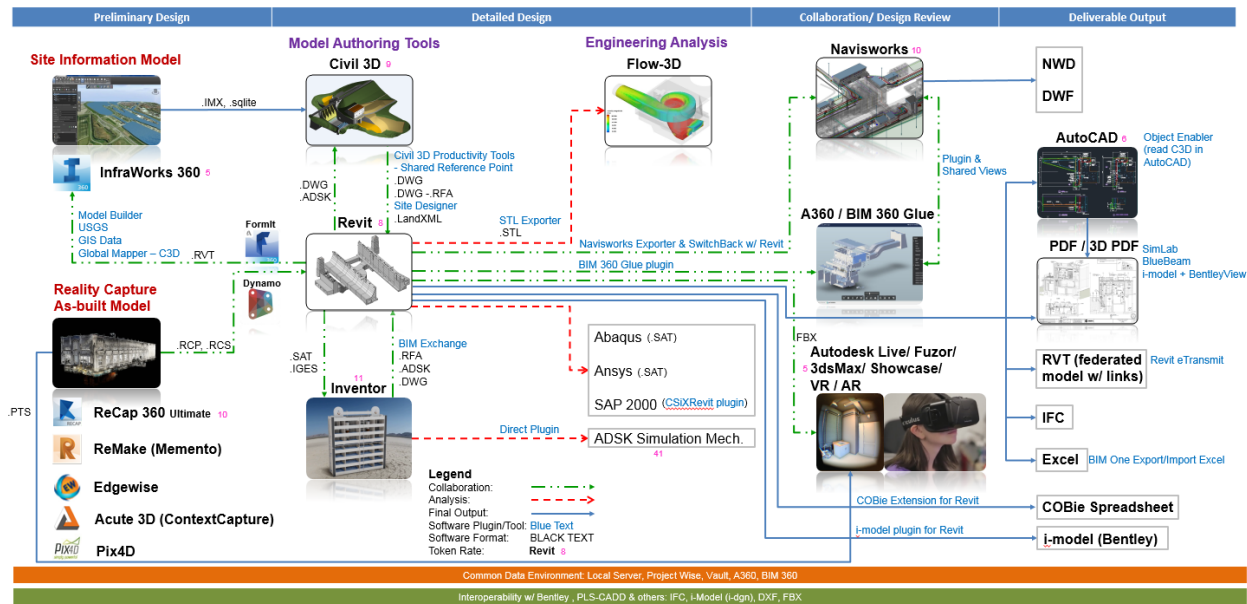 Preliminary Design
Detailed Design
Collaboration/ Design Review
Deliverable Output
Site Information Model
.IMX, .sqlite
360
InfraWorks 360 5
Model Builder
USGS
GIS Data
Global Mapper – C3D
.RVT
FormIt
360
Dynamo
Reality Capture
As-built Model
.RCP, .RCS
.PTS
RECAP
ReCap 360 Ultimate 10
ReMake (Memento)
EW
Edgewise
Acute 3D (ContextCapture)
Pix4D
Pix4D
Model Authoring Tools
Civil 3D 9
.DWG
.ADSK
Civil 3D Productivity Tools
- Shared Reference Point
.DWG
.DWG -.RFA
Site Designer
.LandXML
Revit 8
.SAT
.IGES
BIM Exchange
.RFA
.ADSK
.DWG
11
Inventor
Engineering Analysis
Flow-3D
STL Exporter
.STL
Navisworks Exporter & SwitchBack w/ Revit
BIM 360 Glue plugin
Abaqus (.SAT)
Ansys (.SAT)
SAP 2000 (CSiXRevit plugin)
Direct Plugin
ADSK Simulation Mech.
41
Legend
Collaboration:
Analysis:
Final Output:
Software Plugin/Tool: Blue Text
Software Format: BLACK TEXT
Token Rate: Revit 8
Navisworks 10
Plugin &
Shared Views
A360 / BIM 360 Glue
FBX
5
Autodesk Live/ Fuzor/
3dsMax/ Showcase/
VR / AR
oculus
COBie Extension for Revit
i-model plugin for Revit
NWD
DWF
AutoCAD 6
Object Enabler
(read C3D in
AutoCAD)
PDF / 3D PDF
SimLab
BlueBeam
i-model + BentleyView
RVT (federated
model w/ links)
Revit eTransmit
IFC
Excel
BIM One Export/Import Excel
COBie Spreadsheet
i-model (Bentley)
Common Data Environment: Local Server, Project Wise, Vault, A360, BIM 360
Interoperability w/ Bentley , PLS-CADD & others: IFC, i-Model (i-dgn), DXF, FBX